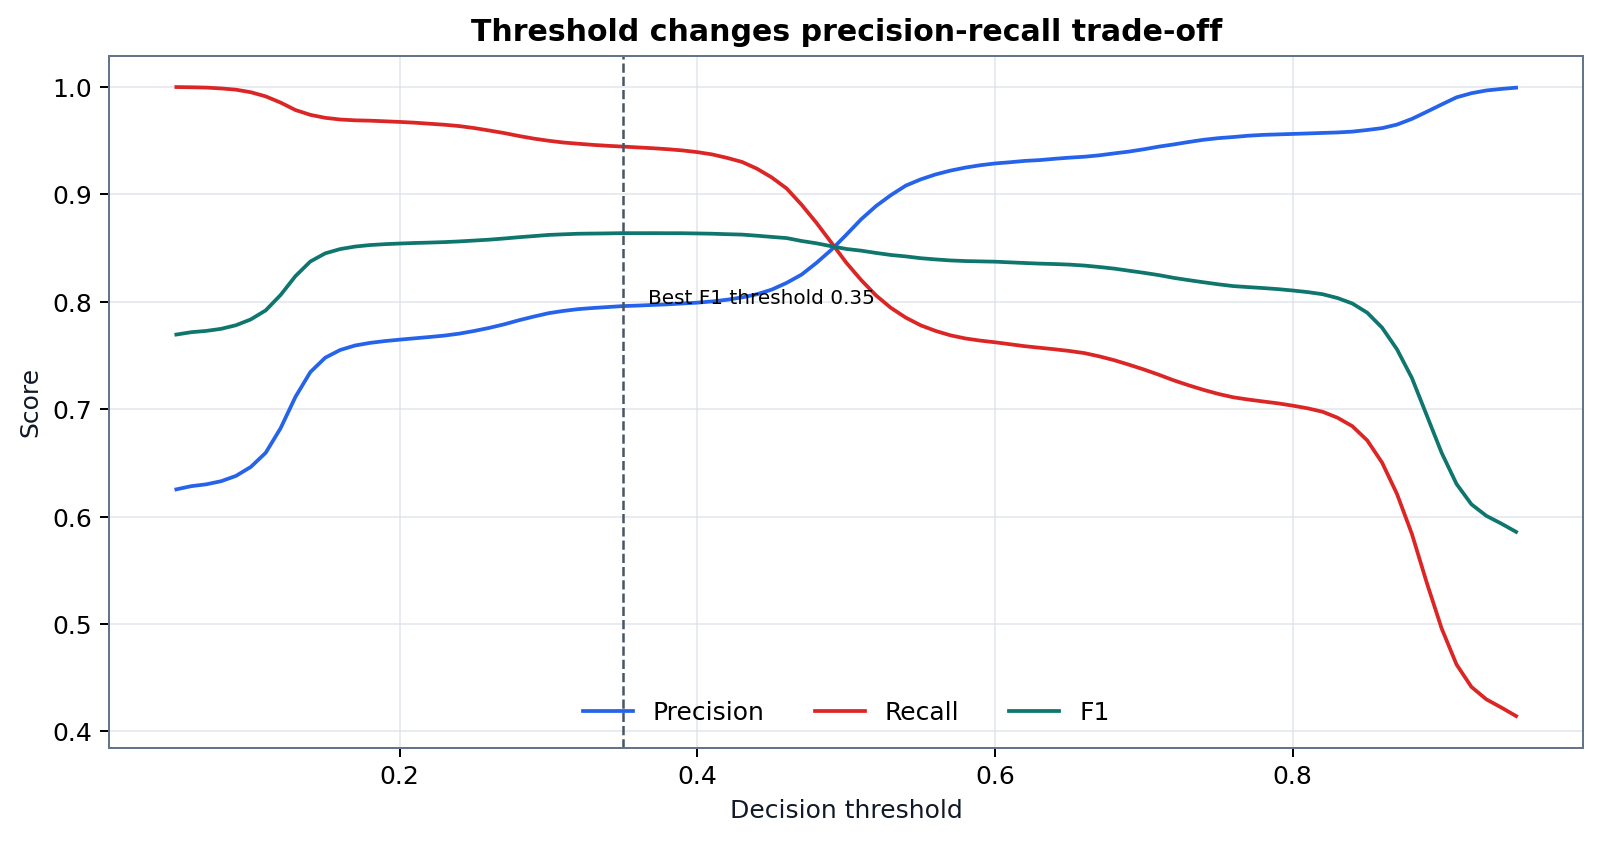 Threshold changes precision-recall trade-off
Score
1.0
0.9
0.8
0.7
0.6
0.5
0.4
Best F1 threshold 0.35
Precision
Recall
F1
0.2
0.4
0.6
0.8
Decision threshold